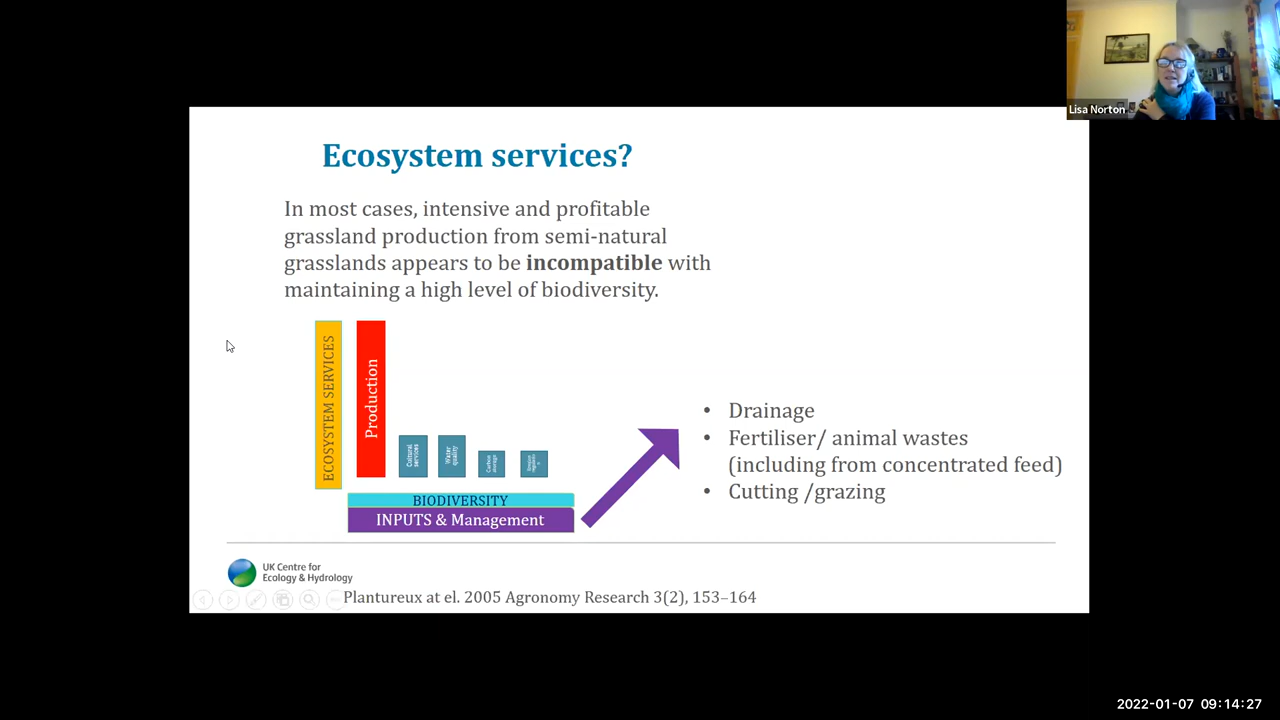 Lisa Norton
Ecosystem services?
In most cases, intensive and profitable
grassland production from semi-natural
grasslands appears to be incompatible with
maintaining a high level of biodiversity.
ECOSYSTEM SERVICES
Production
Cultural
services
Water
quality
Carbon
storage
BIODIVERSITY
INPUTS & Management
• Drainage
• Fertiliser/ animal wastes
(including from concentrated feed)
• Cutting /grazing
UK Centre for
Ecology & Hydrology
Plantureux at el. 2005 Agronomy Research 3(2), 153–164
2022-01-07 09:14:27